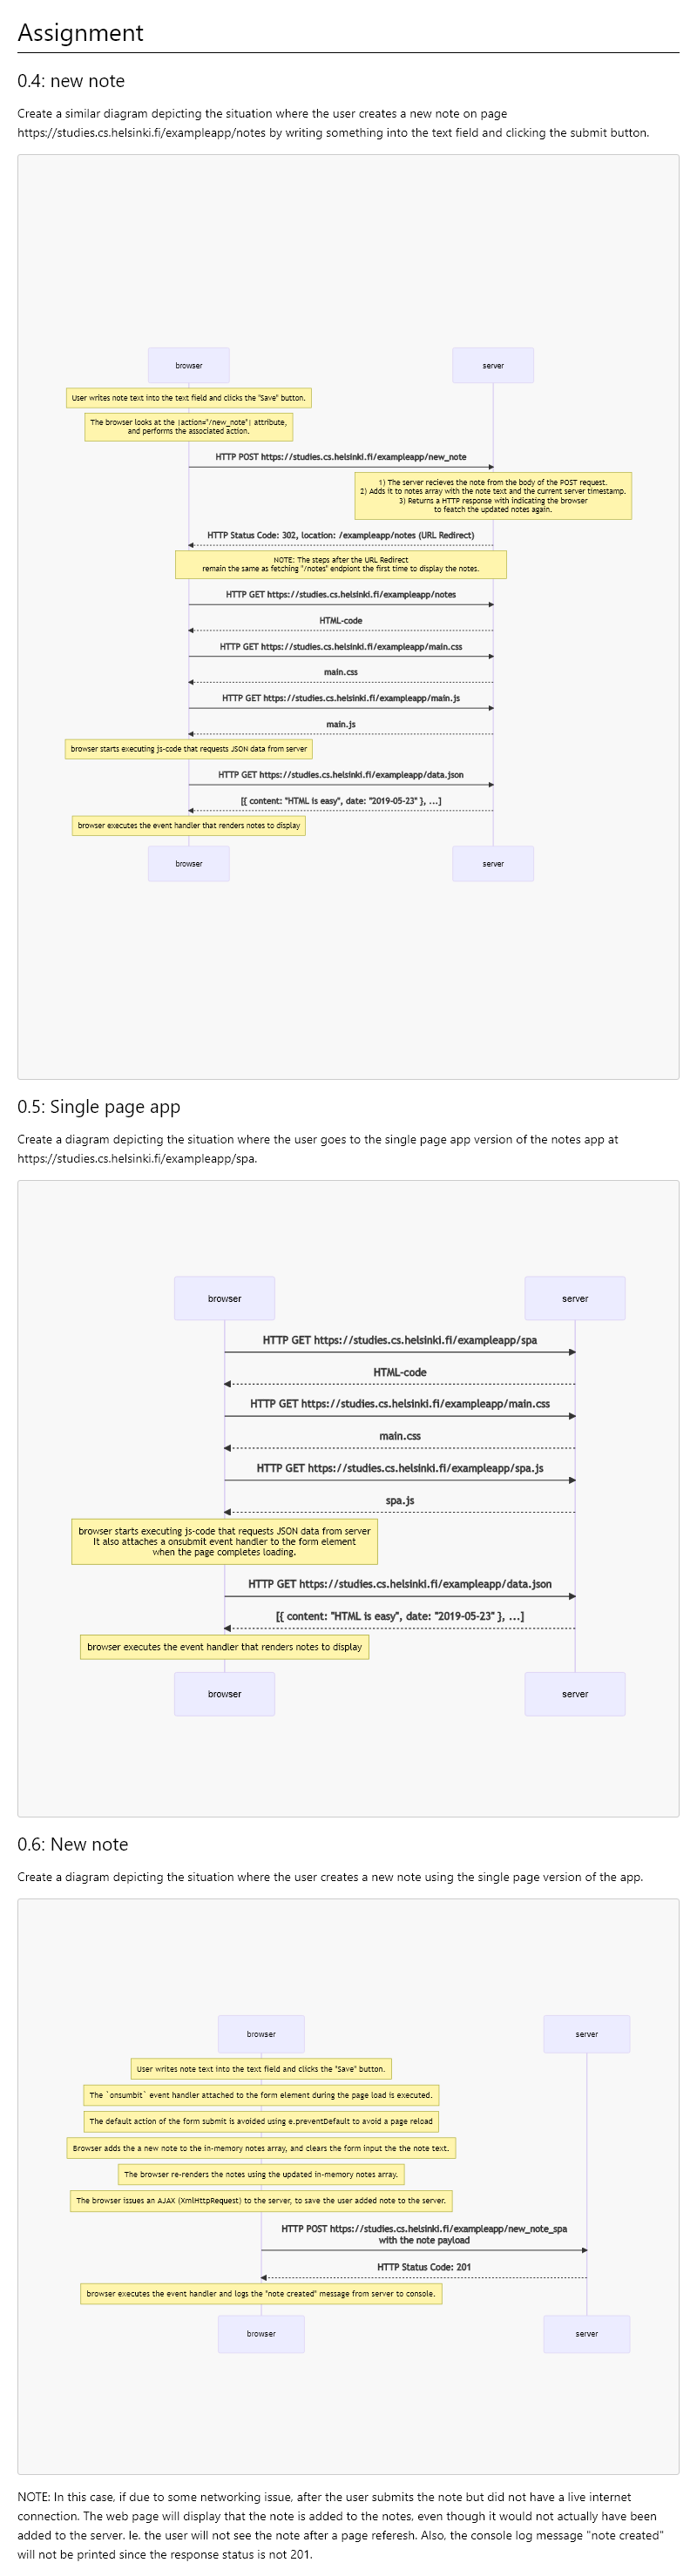 Assignment
0.4: new note
Create a similar diagram depicting the situation where the user creates a new note on page
https://studies.cs.helsinki.fi/exampleapp/notes by writing something into the text field and clicking the submit button.
browser
server
User writes note text into the text field and clicks the "Save" button.
The browser looks at the |action="/new_note"| attribute,
and performs the associated action.
HTTP POST https://studies.cs.helsinki.fi/exampleapp/new_note
1) The server recieves the note from the body of the POST request.
2) Adds it to notes array with the note text and the current server timestamp.
3) Returns a HTTP response with indicating the browser
to featch the updated notes again.
HTTP Status Code: 302, location: /exampleapp/notes (URL Redirect)
NOTE: The steps after the URL Redirect
remain the same as fetching "/notes" endpiont the first time to display the notes.
HTTP GET https://studies.cs.helsinki.fi/exampleapp/notes
HTML-code
HTTP GET https://studies.cs.helsinki.fi/exampleapp/main.css
main.css
HTTP GET https://studies.cs.helsinki.fi/exampleapp/main.js
main.js
browser starts executing js-code that requests JSON data from server
HTTP GET https://studies.cs.helsinki.fi/exampleapp/data.json
[{ content: "HTML is easy", date: "2019-05-23" }, ...]
browser executes the event handler that renders notes to display
browser
server
0.5: Single page app
Create a diagram depicting the situation where the user goes to the single page app version of the notes app at
https://studies.cs.helsinki.fi/exampleapp/spa.
browser
server
HTTP GET https://studies.cs.helsinki.fi/exampleapp/spa
HTML-code
HTTP GET https://studies.cs.helsinki.fi/exampleapp/main.css
main.css
HTTP GET https://studies.cs.helsinki.fi/exampleapp/spa.js
spa.js
browser starts executing js-code that requests JSON data from server
It also attaches a onsubmit event handler to the form element
when the page completes loading.
HTTP GET https://studies.cs.helsinki.fi/exampleapp/data.json
[{ content: "HTML is easy", date: "2019-05-23" }, ...]
browser executes the event handler that renders notes to display
browser
server
0.6: New note
Create a diagram depicting the situation where the user creates a new note using the single page version of the app.
browser
server
User writes note text into the text field and clicks the "Save" button.
The `onsumbit` event handler attached to the form element during the page load is executed.
The default action of the form submit is avoided using e.preventDefault to avoid a page reload
Browser adds the a new note to the in-memory notes array, and clears the form input the the note text.
The browser re-renders the notes using the updated in-memory notes array.
The browser issues an AJAX (XmlHttpRequest) to the server, to save the user added note to the server.
HTTP POST https://studies.cs.helsinki.fi/exampleapp/new_note_spa
with the note payload
HTTP Status Code: 201
browser executes the event handler and logs the "note created" message from server to console.
browser
server
NOTE: In this case, if due to some networking issue, after the user submits the note but did not have a live internet
connection. The web page will display that the note is added to the notes, even though it would not actually have been
added to the server. Ie. the user will not see the note after a page referesh. Also, the console log message "note created"
will not be printed since the response status is not 201.